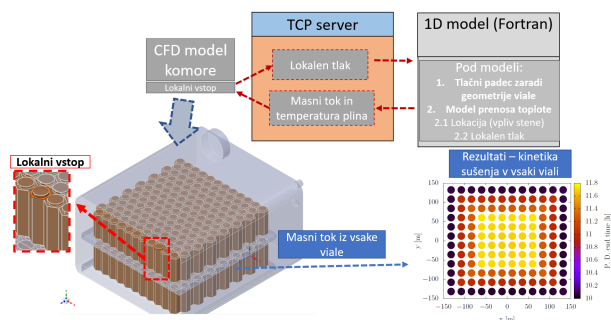 TCP server
1D model (Fortran)
CFD model
komore
Lokalni vstop
Lokalen tlak
Masni tok in
temperatura plina
Pod modeli:
1. Tlačni padec zaradi
geometrije viale
2. Model prenosa toplote
2.1 Lokacija (vpliv stene)
2.2 Lokalen tlak
Lokalni vstop
Masni tok iz vsake
viale
Rezultati – kinetika
sušenja v vsaki viali
150
100
50
0
−50
−100
−150
y [m]
−150 −100 −50 0 50 100 150
x [m]
11.8
11.6
11.4
11.2
11
10.8
10.6
10.4
10.2
10
P. D. end time [h]